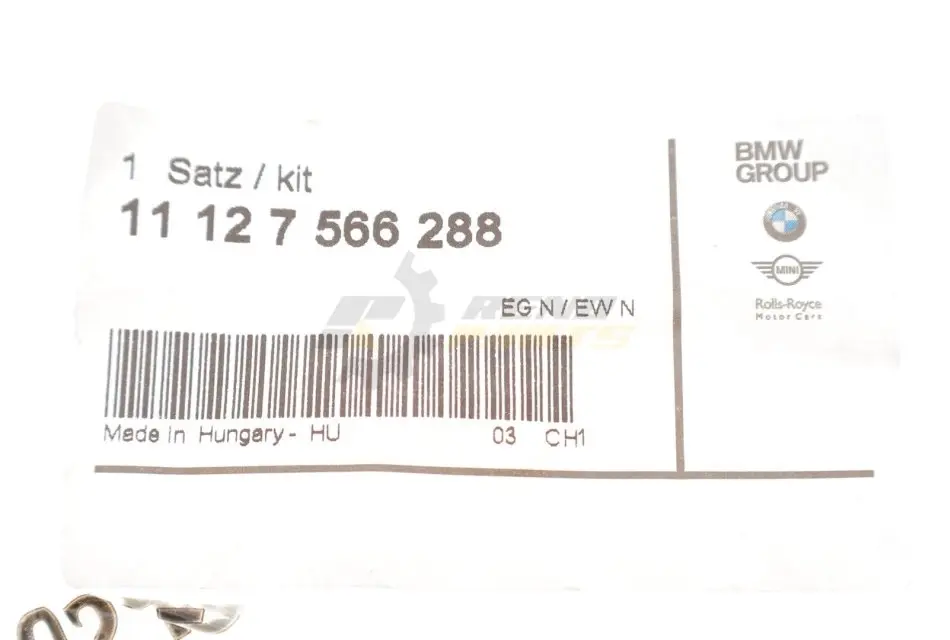 1 Satz / kit
11 12 7 566 288
EG N / EW N
Made in Hungary - HU 03 CH1
BMW
GROUP
MINI
Rolls-Royce
Motor Cars